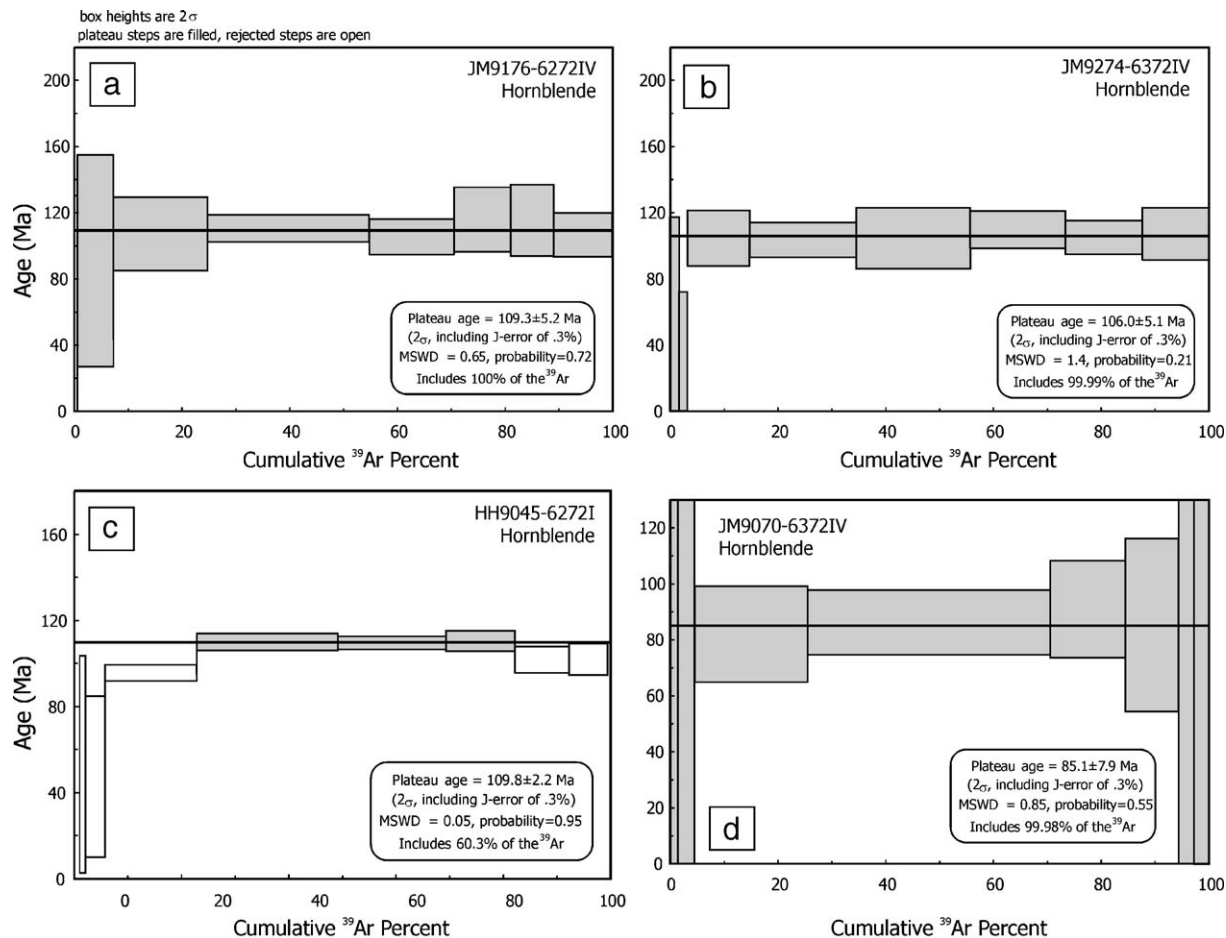 box heights are 2σ
plateau steps are filled, rejected steps are open
a
JM9176-6272IV
Hornblende
200
160
120
80
40
0
Age (Ma)
Plateau age = 109.3±5.2 Ma
(2σ, including J-error of .3%)
MSWD = 0.65, probability=0.72
Includes 100% of the 39Ar
0 20 40 60 80 100
Cumulative 39Ar Percent
b
JM9274-6372IV
Hornblende
200
160
120
80
40
0
Plateau age = 106.0±5.1 Ma
(2σ, including J-error of .3%)
MSWD = 1.4, probability=0.21
Includes 99.99% of the 39Ar
0 20 40 60 80 100
Cumulative 39Ar Percent
c
HH9045-6272I
Hornblende
160
120
80
40
0
Age (Ma)
Plateau age = 109.8±2.2 Ma
(2σ, including J-error of .3%)
MSWD = 0.05, probability=0.95
Includes 60.3% of the 39Ar
0 20 40 60 80 100
Cumulative 39Ar Percent
JM9070-6372IV
Hornblende
120
100
80
60
40
20
0
Plateau age = 85.1±7.9 Ma
(2σ, including J-error of .3%)
MSWD = 0.85, probability=0.55
Includes 99.98% of the 39Ar
d
0 20 40 60 80 100
Cumulative 39Ar Percent